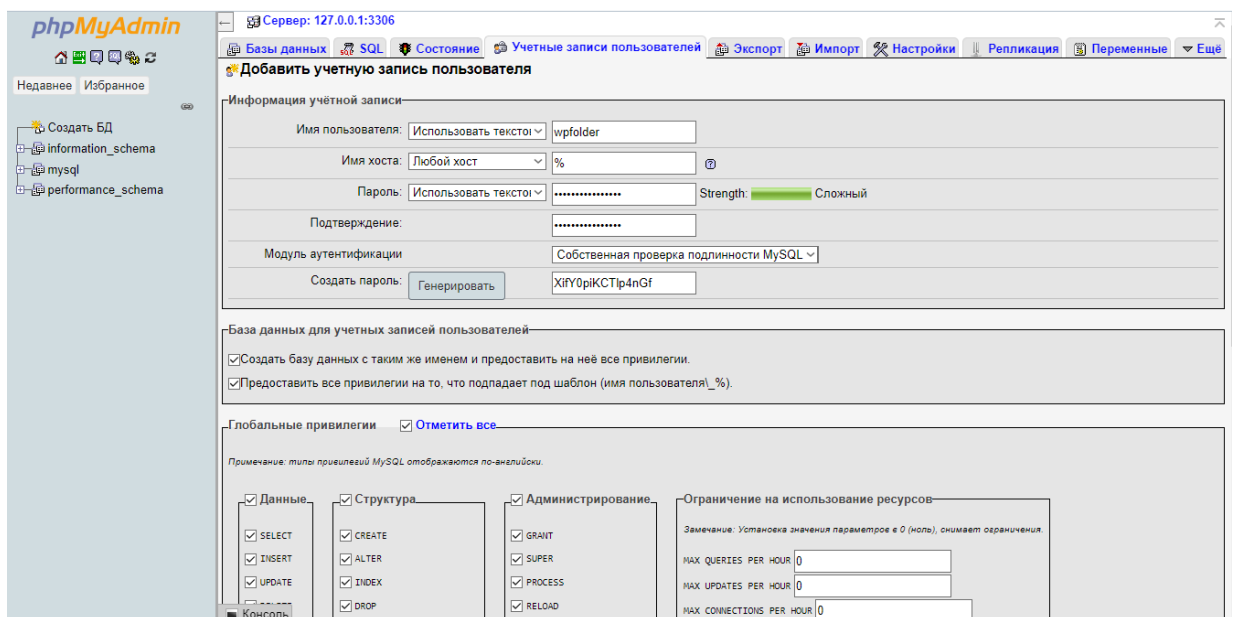 phpMyAdmin
Недавнее Избранное
Создать БД
information_schema
mysql
performance_schema
Сервер: 127.0.0.1:3306
Базы данных SQL Состояние Учетные записи пользователей Экспорт Импорт Настройки Репликация Переменные Ещё
Добавить учетную запись пользователя
Информация учётной записи
Имя пользователя: Использовать тексто wpfolder
Имя хоста: Любой хост %
Пароль: Использовать тексто •••••••••••••••• Strength: Сложный
Подтверждение: ••••••••••••••••
Модуль аутентификации Собственная проверка подлинности MySQL
Создать пароль: Генерировать XifY0piKCTlp4nGf
База данных для учетных записей пользователей
Создать базу данных с таким же именем и предоставить на неё все привилегии.
Предоставить все привилегии на то, что подпадает под шаблон (имя пользователя\_%).
Глобальные привилегии Отметить все
Примечание: типы привилегий MySQL отображаются по-английски.
Данные Структура Администрирование Ограничение на использование ресурсов
Замечание: Установка значения параметров в 0 (ноль), снимает ограничения.
SELECT CREATE GRANT
MAX QUERIES PER HOUR 0
INSERT ALTER SUPER
UPDATE INDEX PROCESS
MAX UPDATES PER HOUR 0
DROP RELOAD
MAX CONNECTIONS PER HOUR 0
Консоль